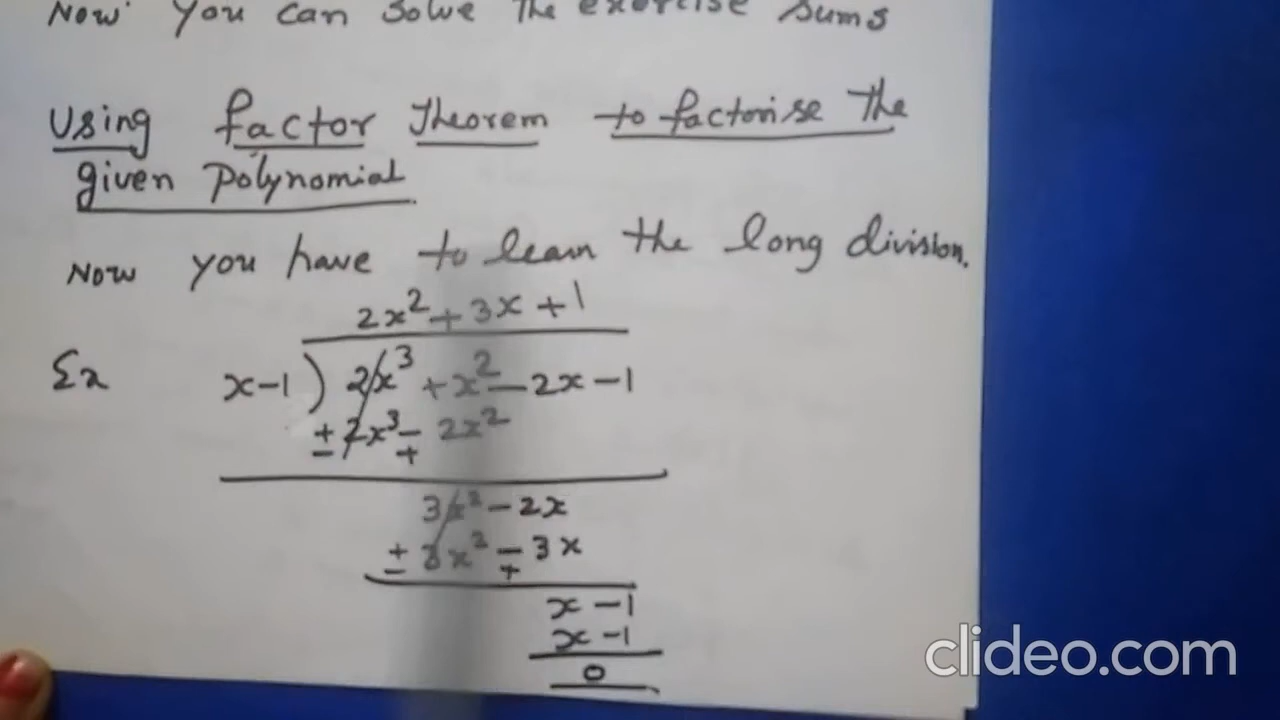 Now you can solve the exercise sums
Using factor Theorem to factorise the
given polynomial
Now you have to learn the long division.
2x² + 3x + 1
Ex x-1 ) 2x³ + x² - 2x - 1
± 2x³ - 2x²
- +
3x² - 2x
± 3x² - 3x
- +
x - 1
x - 1
0
clideo.com